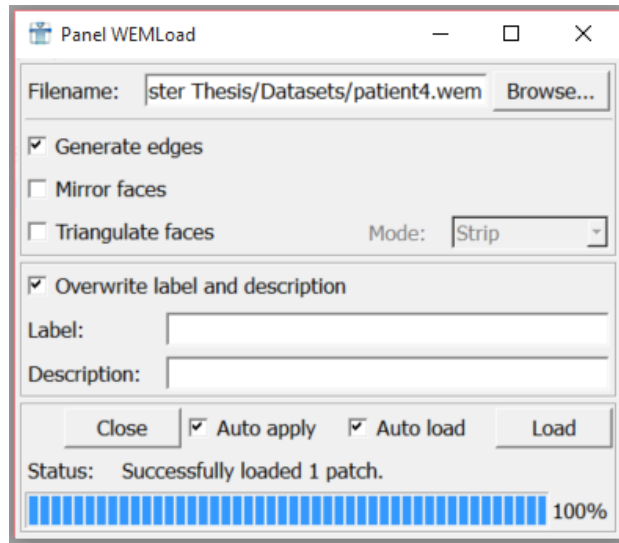 Panel WEMLoad
Filename: ster Thesis/Datasets/patient4.wem Browse...
Generate edges
Mirror faces
Triangulate faces Mode: Strip
Overwrite label and description
Label:
Description:
Close Auto apply Auto load Load
Status: Successfully loaded 1 patch.
100%